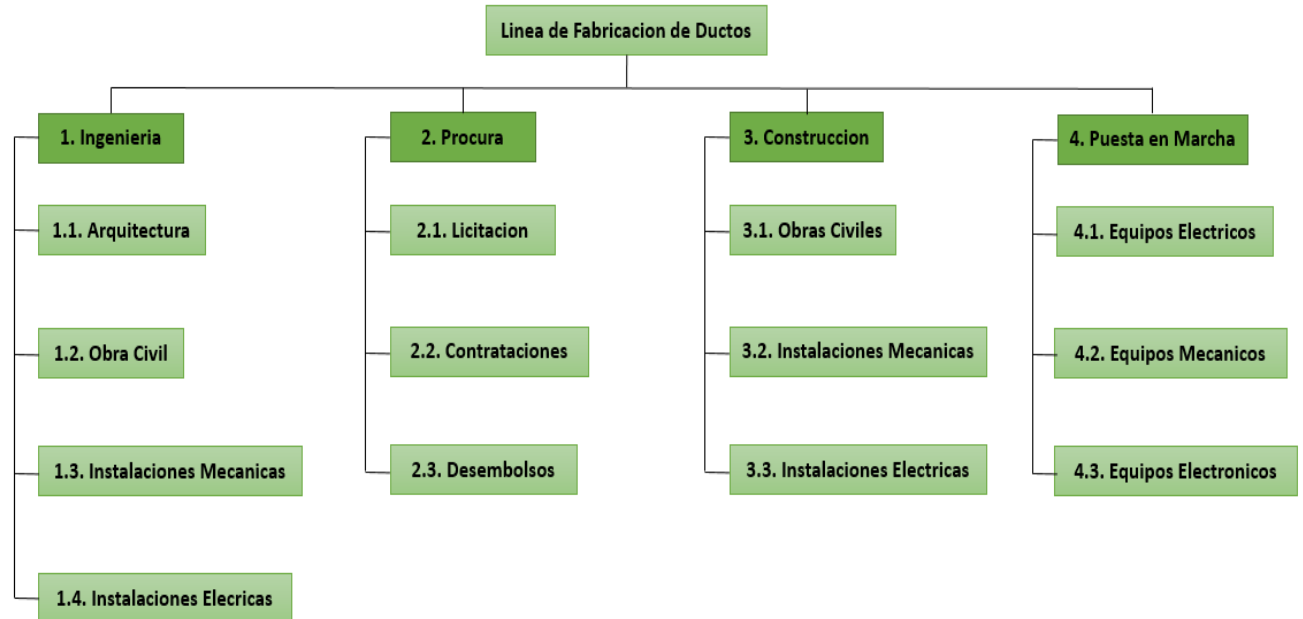 Linea de Fabricacion de Ductos
1. Ingenieria
1.1. Arquitectura
1.2. Obra Civil
1.3. Instalaciones Mecanicas
1.4. Instalaciones Elecricas
2. Procura
2.1. Licitacion
2.2. Contrataciones
2.3. Desembolsos
3. Construccion
3.1. Obras Civiles
3.2. Instalaciones Mecanicas
3.3. Instalaciones Electricas
4. Puesta en Marcha
4.1. Equipos Electricos
4.2. Equipos Mecanicos
4.3. Equipos Electronicos